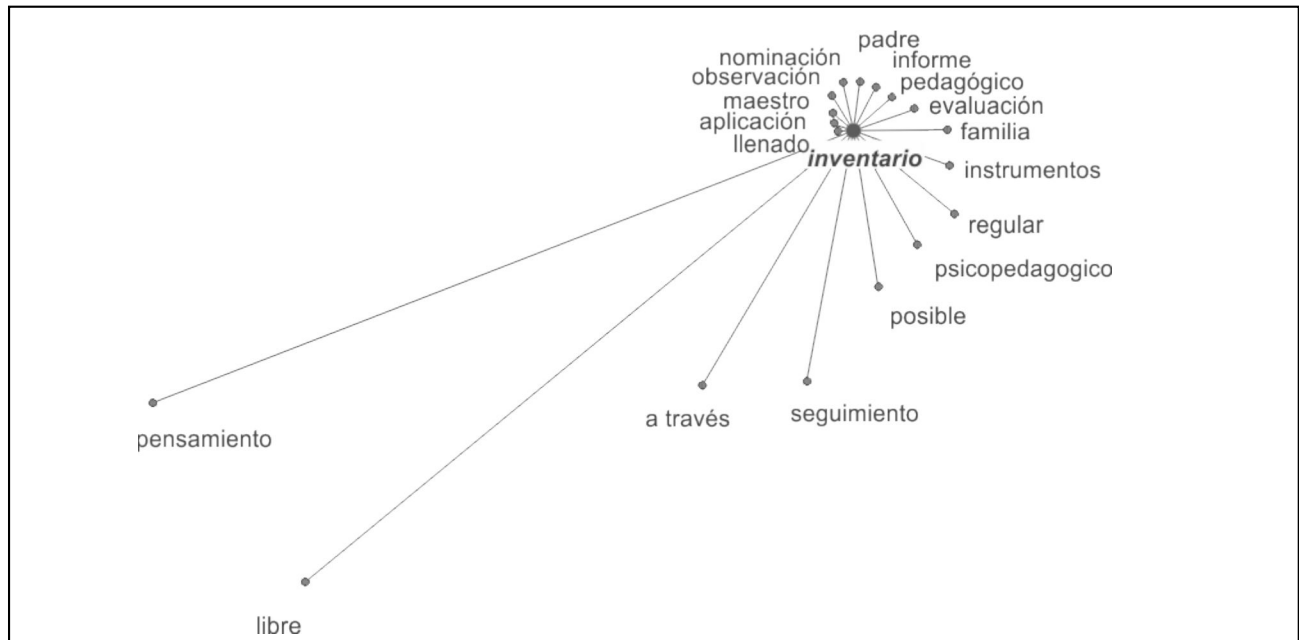 padre
nominación
informe
observación
pedagógico
maestro
evaluación
aplicación
familia
llenado
inventario
instrumentos
regular
psicopedagogico
posible
a través
seguimiento
pensamiento
libre